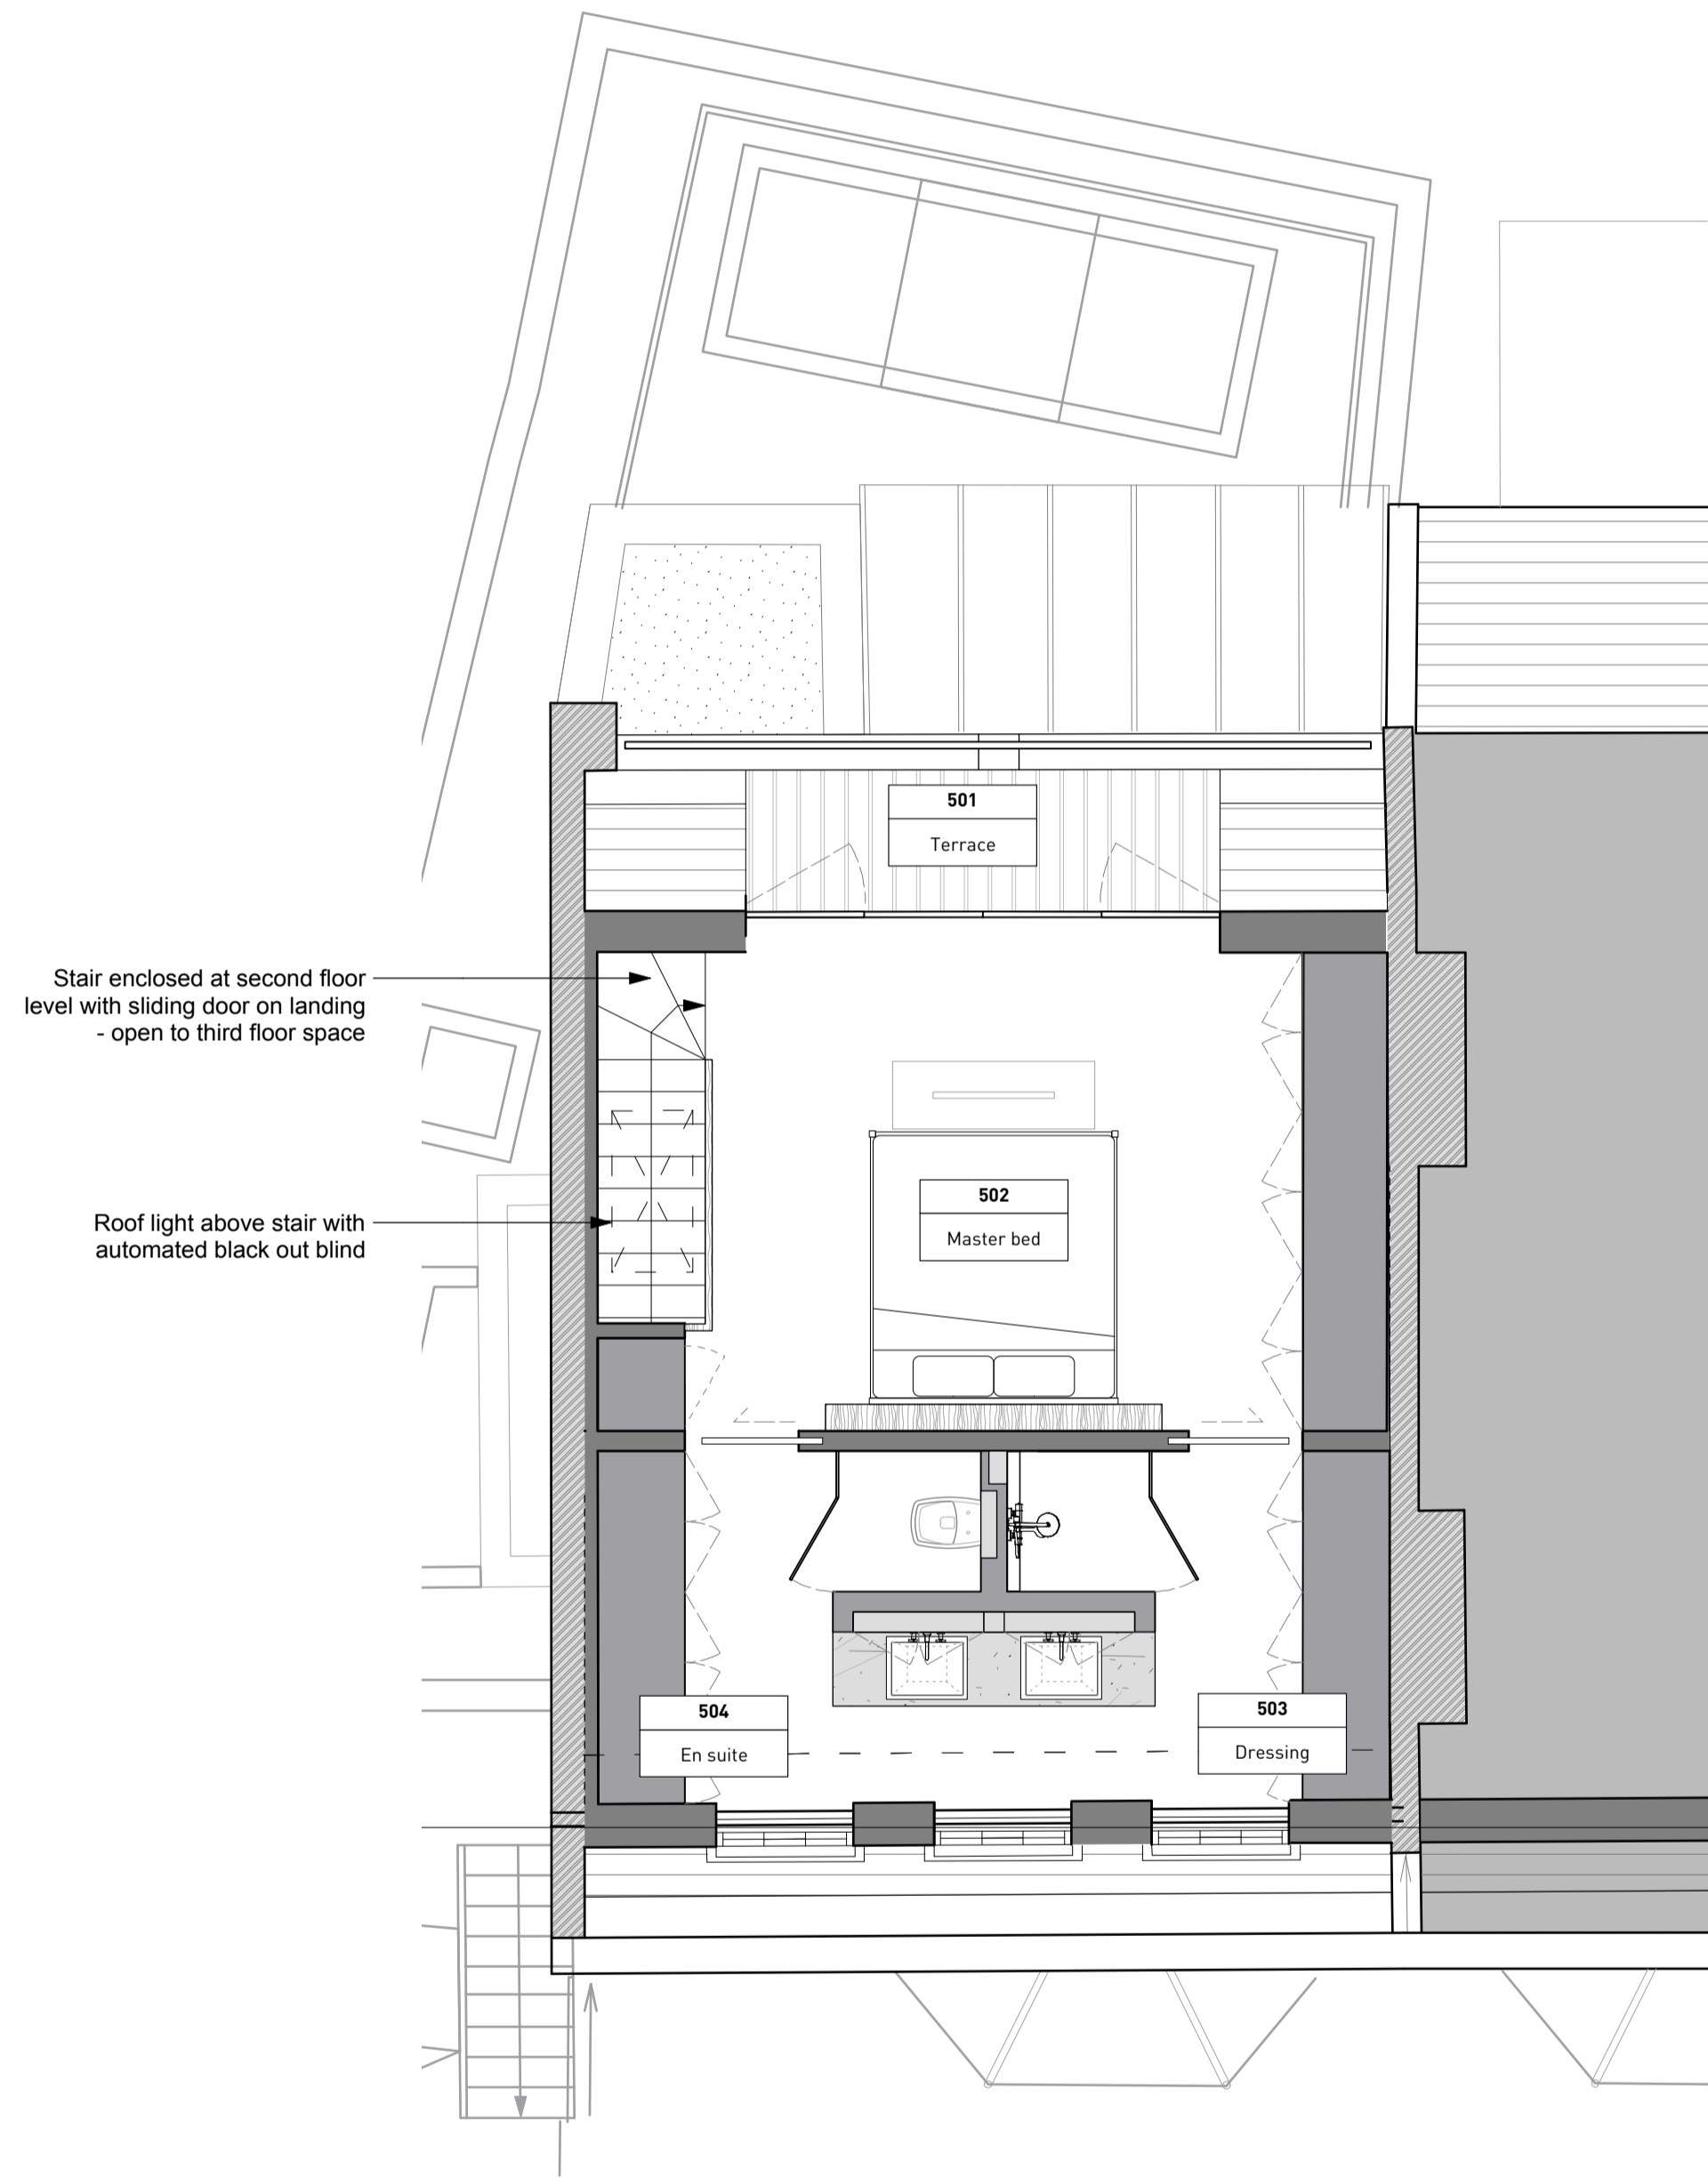 501
Terrace
Stair enclosed at second floor
level with sliding door on landing
- open to third floor space
502
Master bed
Roof light above stair with
automated black out blind
504
En suite
503
Dressing